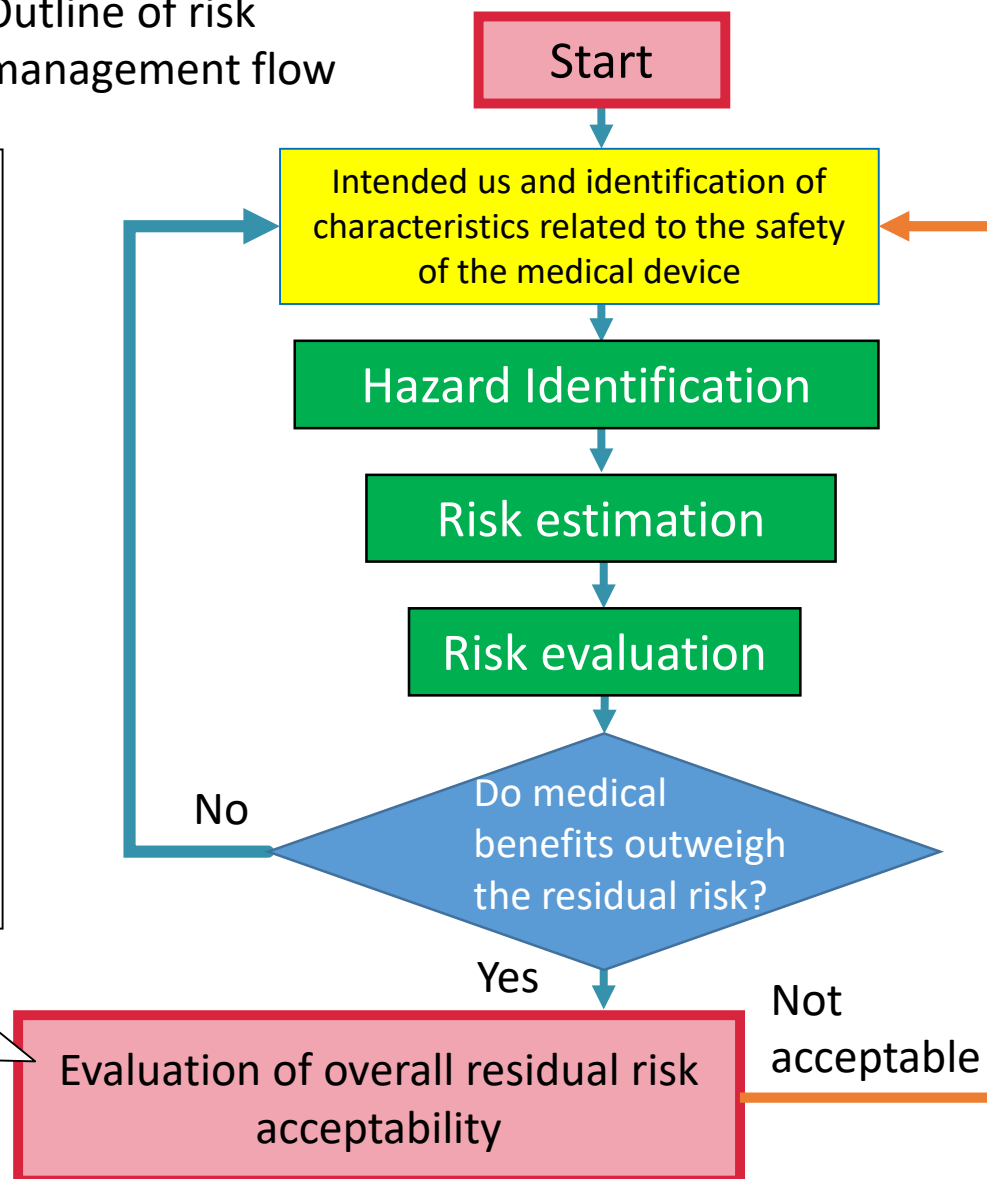 Outline of risk
management flow
Start
Intended us and identification of
characteristics related to the safety
of the medical device
Hazard Identification
Risk estimation
Risk evaluation
Do medical
benefits outweigh
the residual risk?
No
Yes
Not
acceptable
Evaluation of overall residual risk
acceptability